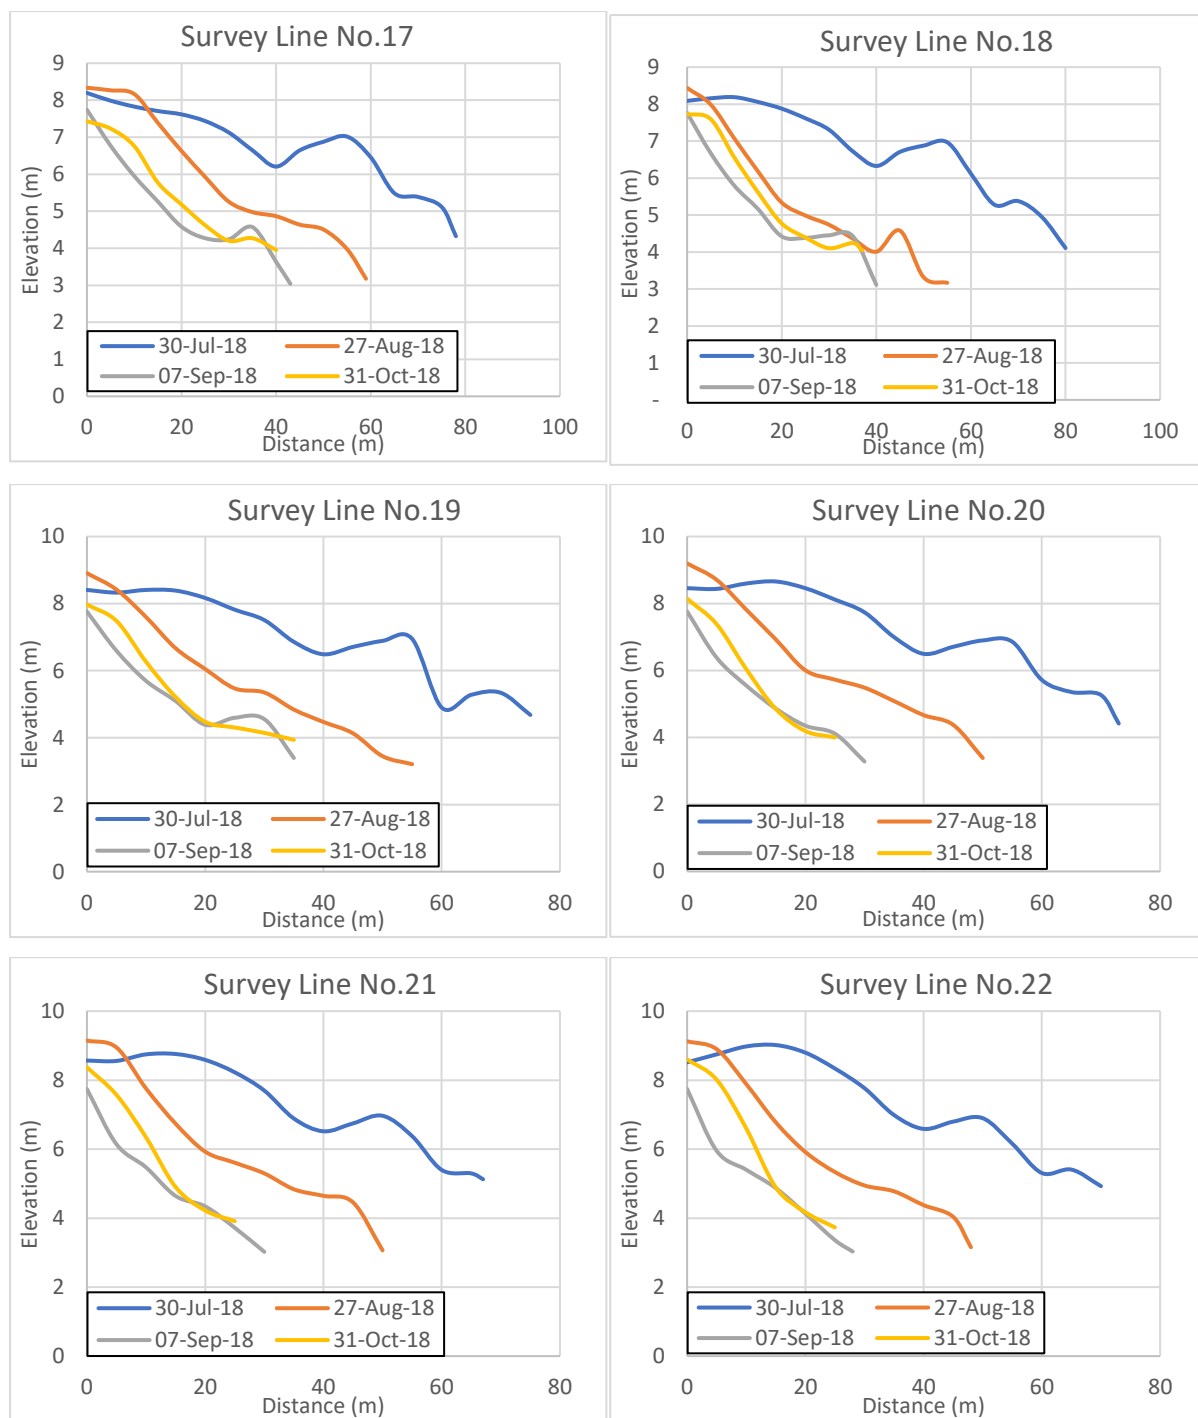 Survey Line No.17
9
8
7
6
5
4
3
2
1
0
Elevation (m)
30-Jul-18 27-Aug-18
07-Sep-18 31-Oct-18
0 20 40 60 80 100
Distance (m)
Survey Line No.18
9
8
7
6
5
4
3
2
1
-
Elevation (m)
30-Jul-18 27-Aug-18
07-Sep-18 31-Oct-18
0 20 40 60 80 100
Distance (m)
Survey Line No.19
10
8
6
4
2
0
Elevation (m)
30-Jul-18 27-Aug-18
07-Sep-18 31-Oct-18
0 20 40 60 80
Distance (m)
Survey Line No.20
10
8
6
4
2
0
Elevation (m)
30-Jul-18 27-Aug-18
07-Sep-18 31-Oct-18
0 20 40 60 80
Distance (m)
Survey Line No.21
10
8
6
4
2
0
Elevation (m)
30-Jul-18 27-Aug-18
07-Sep-18 31-Oct-18
0 20 40 60 80
Distance (m)
Survey Line No.22
10
8
6
4
2
0
Elevation (m)
30-Jul-18 27-Aug-18
07-Sep-18 31-Oct-18
0 20 40 60 80
Distance (m)